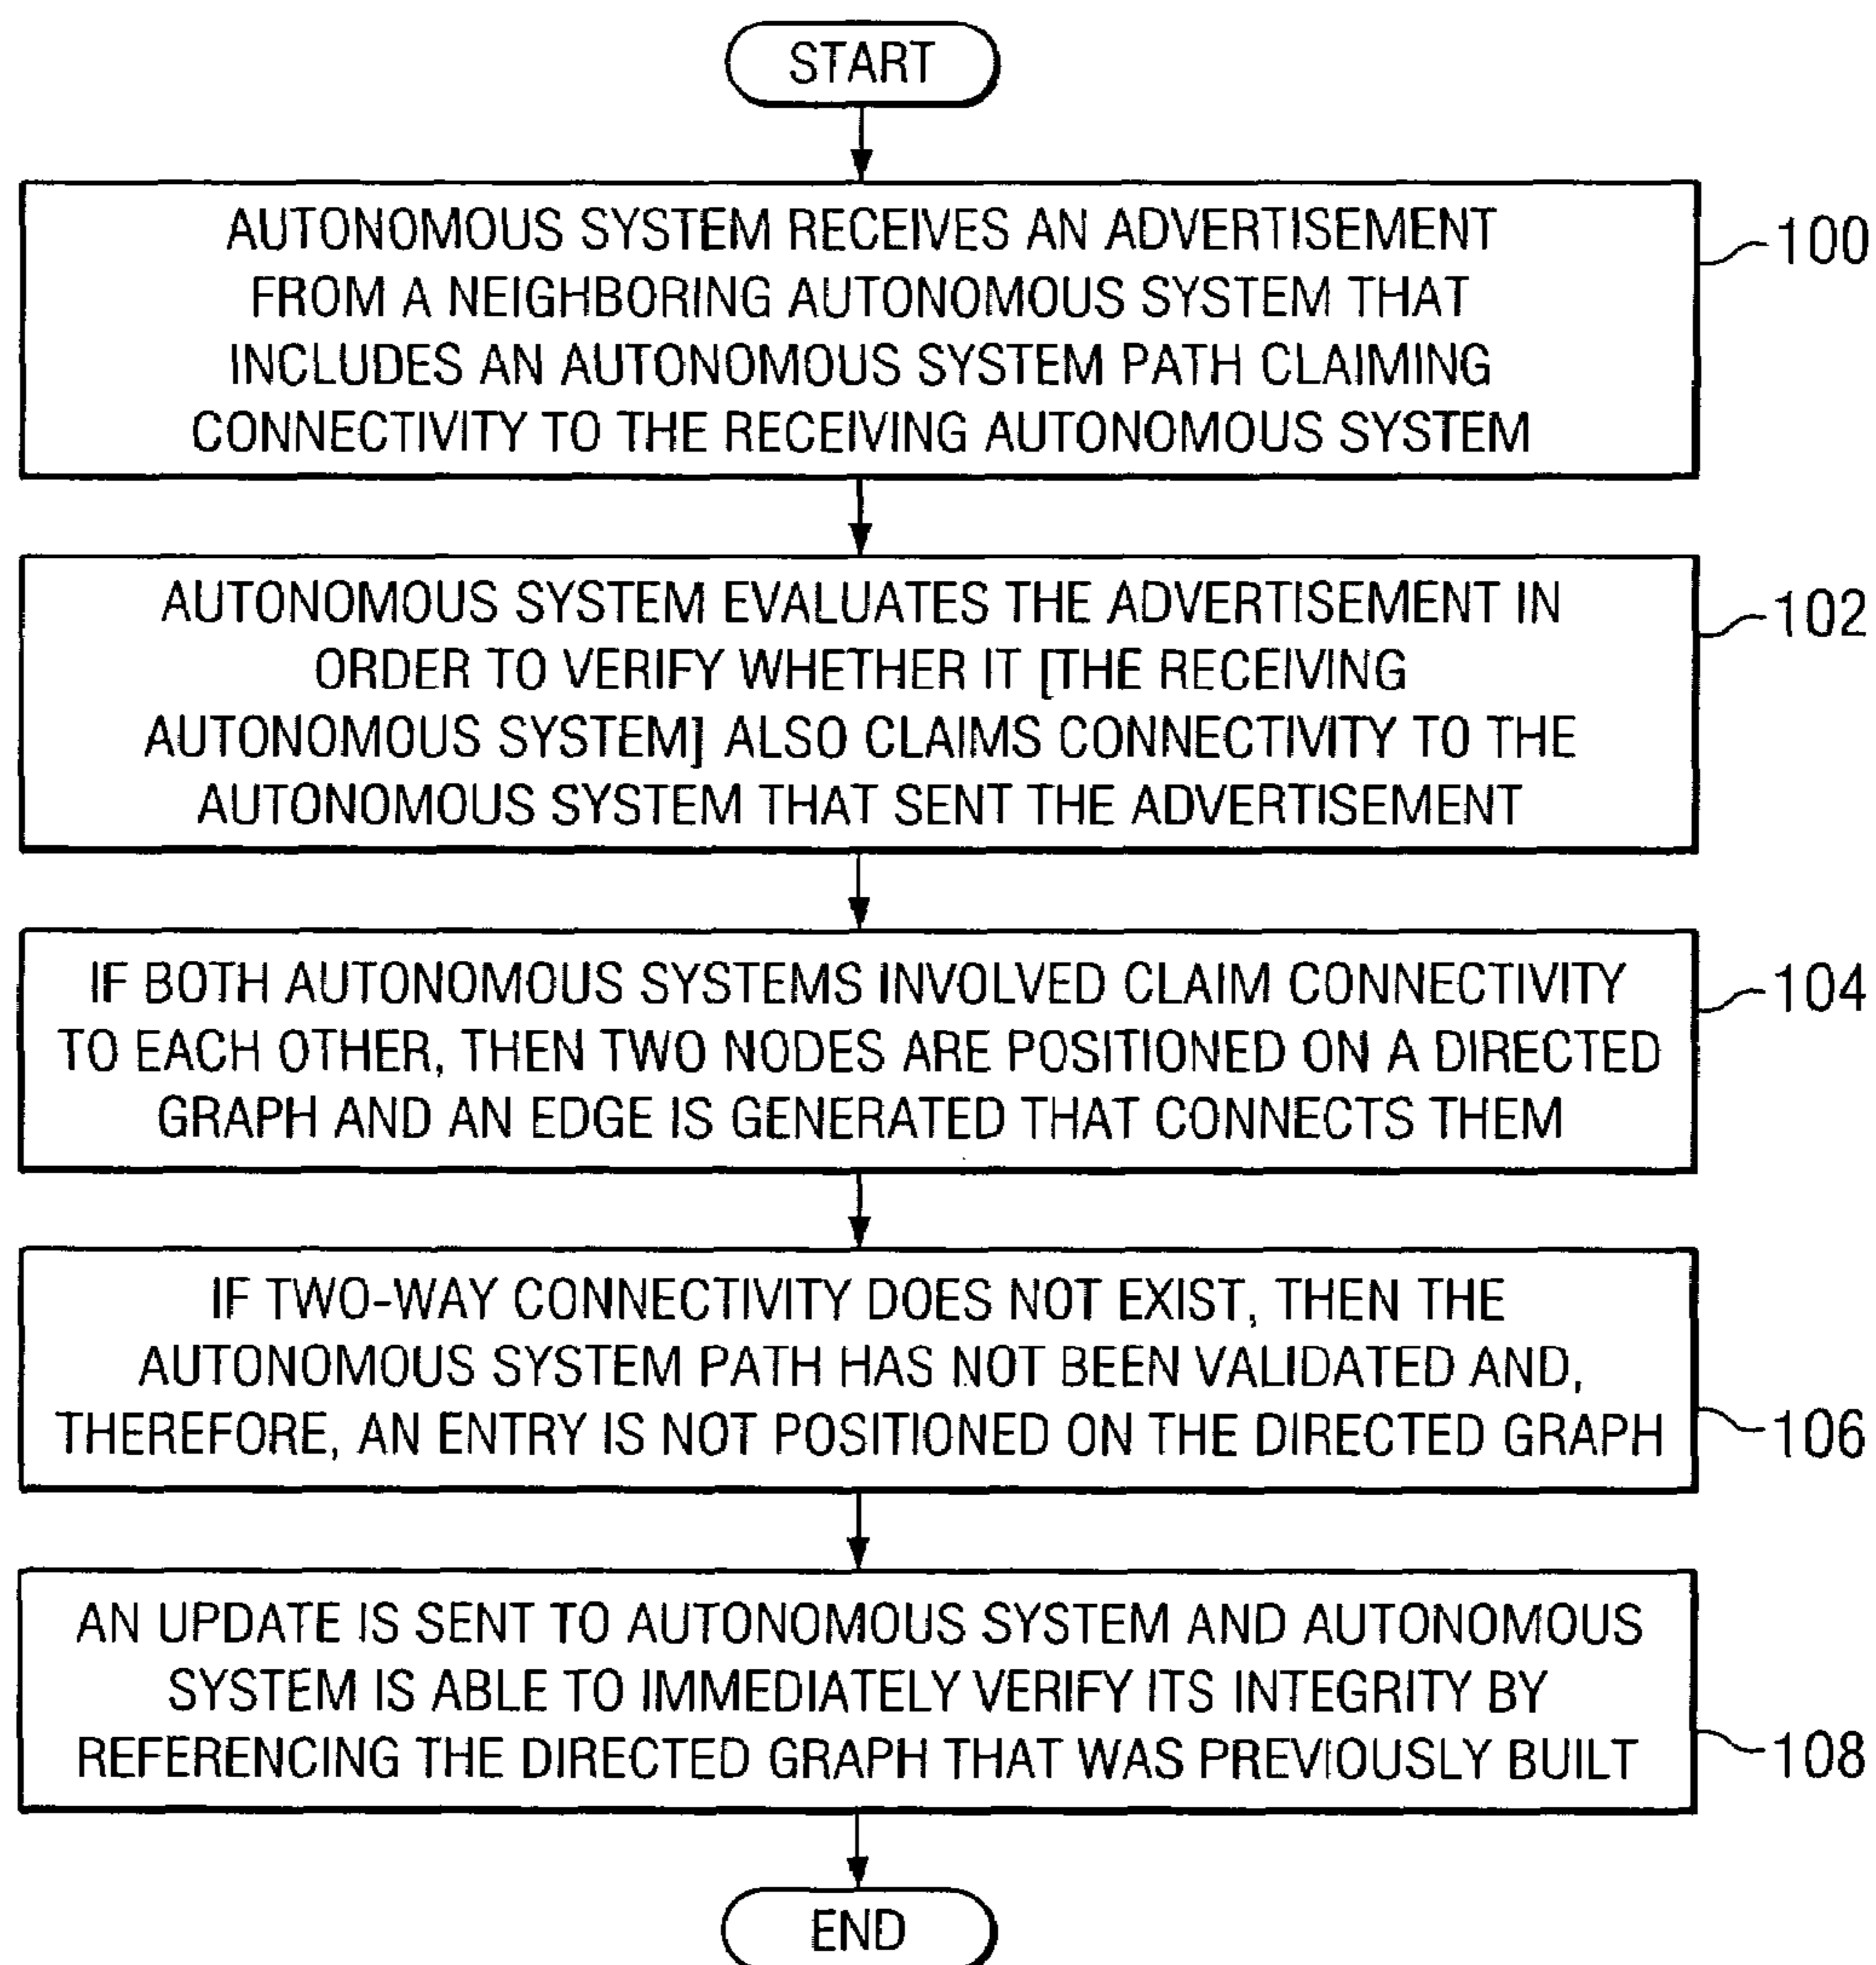 START
AUTONOMOUS SYSTEM RECEIVES AN ADVERTISEMENT
FROM A NEIGHBORING AUTONOMOUS SYSTEM THAT
INCLUDES AN AUTONOMOUS SYSTEM PATH CLAIMING
CONNECTIVITY TO THE RECEIVING AUTONOMOUS SYSTEM
100
AUTONOMOUS SYSTEM EVALUATES THE ADVERTISEMENT IN
ORDER TO VERIFY WHETHER IT [THE RECEIVING
AUTONOMOUS SYSTEM] ALSO CLAIMS CONNECTIVITY TO THE
AUTONOMOUS SYSTEM THAT SENT THE ADVERTISEMENT
102
IF BOTH AUTONOMOUS SYSTEMS INVOLVED CLAIM CONNECTIVITY
TO EACH OTHER, THEN TWO NODES ARE POSITIONED ON A DIRECTED
GRAPH AND AN EDGE IS GENERATED THAT CONNECTS THEM
104
IF TWO-WAY CONNECTIVITY DOES NOT EXIST, THEN THE
AUTONOMOUS SYSTEM PATH HAS NOT BEEN VALIDATED AND,
THEREFORE, AN ENTRY IS NOT POSITIONED ON THE DIRECTED GRAPH
106
AN UPDATE IS SENT TO AUTONOMOUS SYSTEM AND AUTONOMOUS
SYSTEM IS ABLE TO IMMEDIATELY VERIFY ITS INTEGRITY BY
REFERENCING THE DIRECTED GRAPH THAT WAS PREVIOUSLY BUILT
108
END